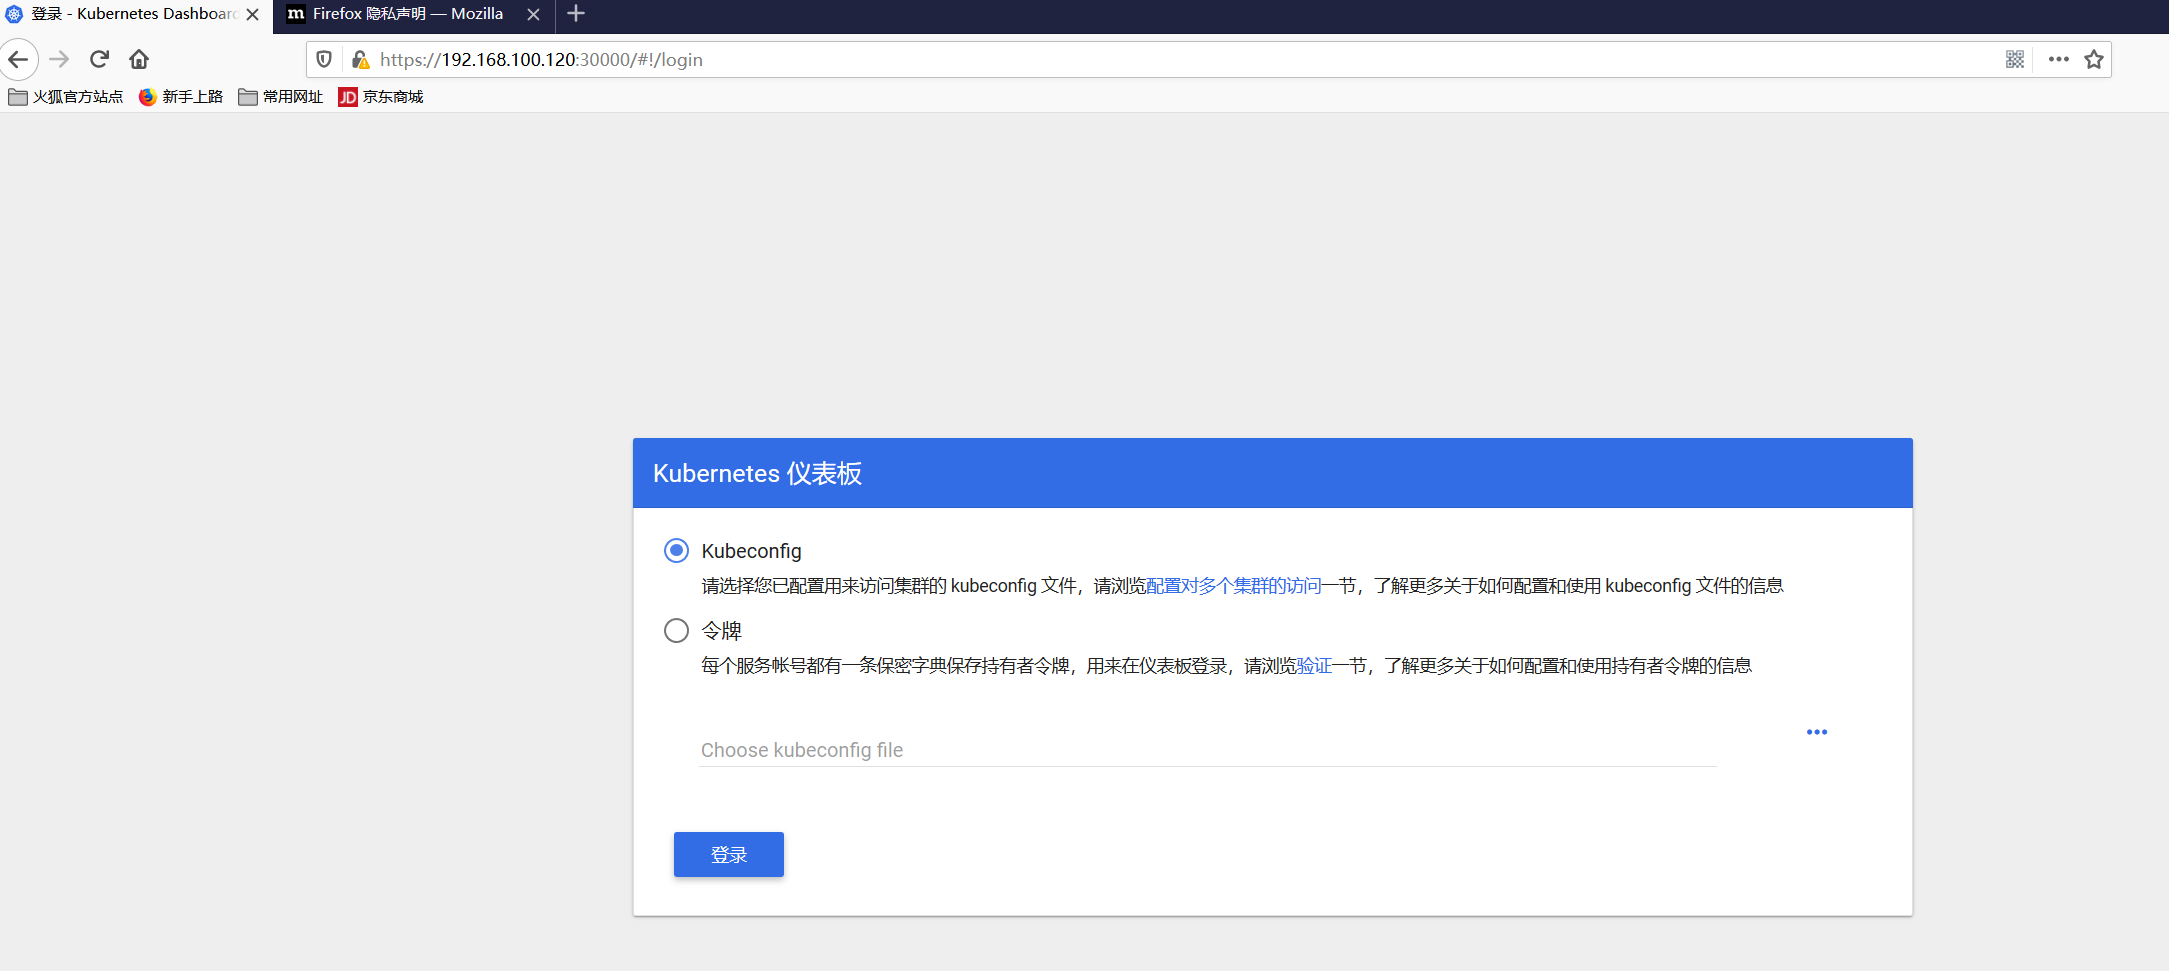 登录 - Kubernetes Dashboard
m Firefox 隐私声明 — Mozilla
https://192.168.100.120:30000/#!/login
火狐官方站点 新手上路 常用网址 JD 京东商城
Kubernetes 仪表板
Kubeconfig
请选择您已配置用来访问集群的 kubeconfig 文件，请浏览配置对多个集群的访问一节，了解更多关于如何配置和使用 kubeconfig 文件的信息
令牌
每个服务帐号都有一条保密字典保存持有者令牌，用来在仪表板登录，请浏览验证一节，了解更多关于如何配置和使用持有者令牌的信息
Choose kubeconfig file
登录